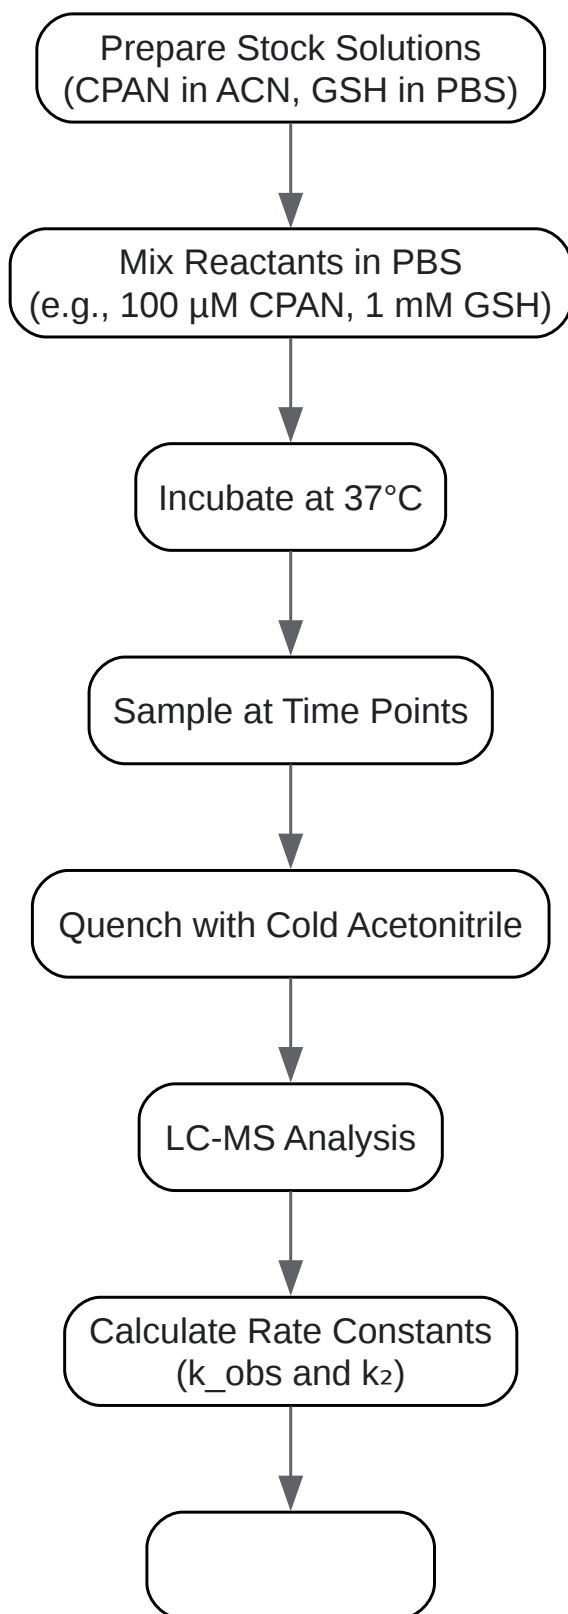 Prepare Stock Solutions
(CPAN in ACN, GSH in PBS)
Mix Reactants in PBS
(e.g., 100 µM CPAN, 1 mM GSH)
Incubate at 37°C
Sample at Time Points
Quench with Cold Acetonitrile
LC-MS Analysis
Calculate Rate Constants
(k_obs and k₂)